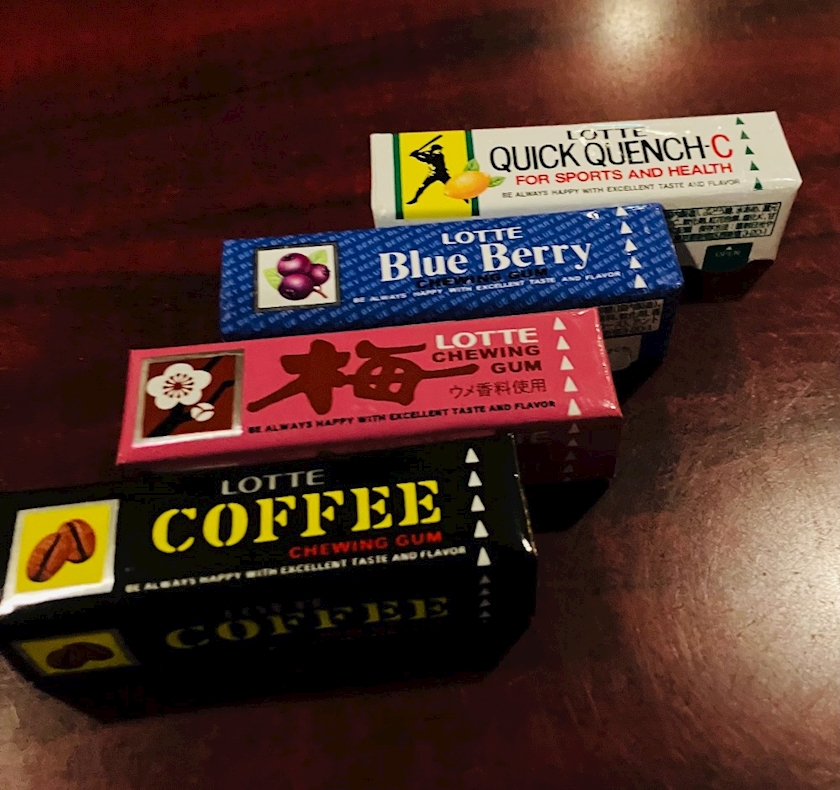 LOTTE
QUICK QUENCH-C
FOR SPORTS AND HEALTH
BE ALWAYS HAPPY WITH EXCELLENT TASTE AND FLAVOR
OPEN
LOTTE
Blue Berry
CHEWING GUM
BE ALWAYS HAPPY WITH EXCELLENT TASTE AND FLAVOR
梅
LOTTE
CHEWING
GUM
ウメ香料使用
BE ALWAYS HAPPY WITH EXCELLENT TASTE AND FLAVOR
LOTTE
COFFEE
CHEWING GUM
BE ALWAYS HAPPY WITH EXCELLENT TASTE AND FLAVOR
LOTTE
COFFEE